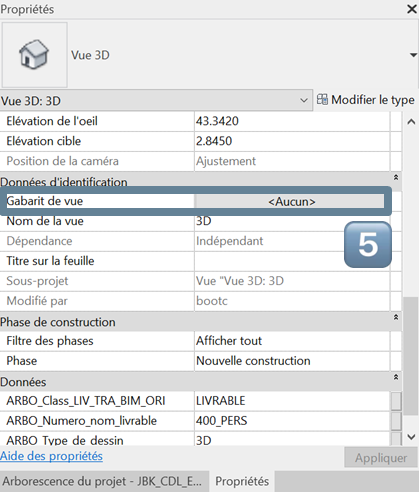 Propriétés
Vue 3D
Vue 3D: 3D Modifier le type
Elévation de l'oeil 43.3420
Elévation cible 2.8450
Position de la caméra Ajustement
Données d'identification
Gabarit de vue <Aucun>
Nom de la vue 3D
Dépendance Indépendant
Titre sur la feuille
Sous-projet Vue "Vue 3D: 3D
Modifié par bootc
5
Phase de construction
Filtre des phases Afficher tout
Phase Nouvelle construction
Données
ARBO_Class_LIV_TRA_BIM_ORI LIVRABLE
ARBO_Numero_nom_livrable 400_PERS
ARBO_Type_de_dessin 3D
Aide des propriétés Appliquer
Arborescence du projet - JBK_CDL_E... Propriétés